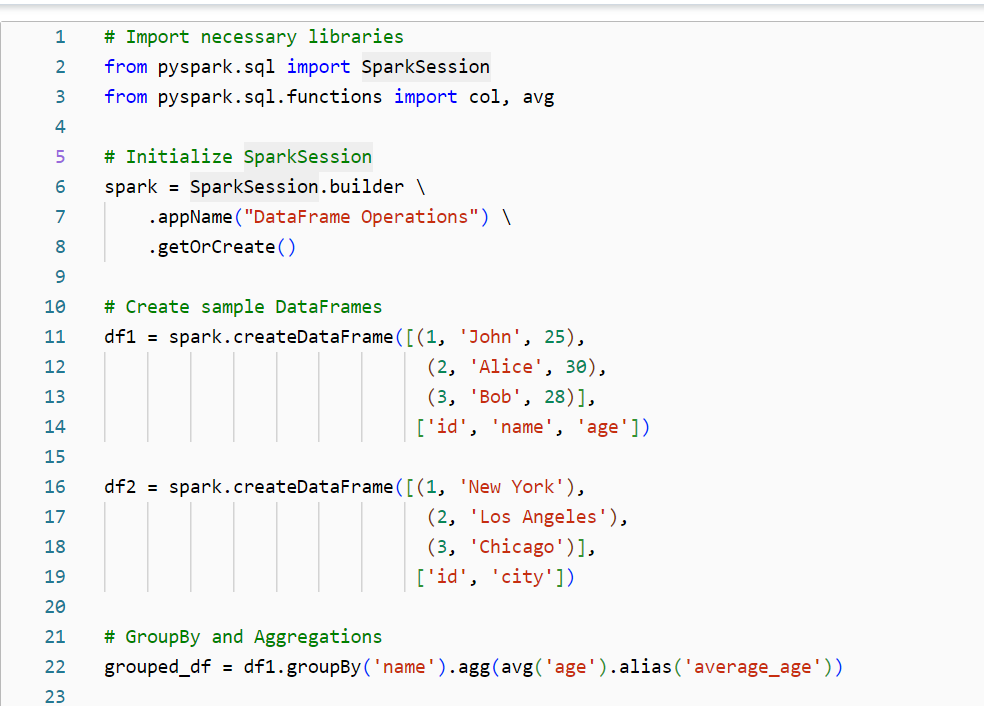 1 # Import necessary libraries
2 from pyspark.sql import SparkSession
3 from pyspark.sql.functions import col, avg
4
5 # Initialize SparkSession
6 spark = SparkSession.builder \
7     .appName("DataFrame Operations") \
8     .getOrCreate()
9
10 # Create sample DataFrames
11 df1 = spark.createDataFrame([(1, 'John', 25),
12                               (2, 'Alice', 30),
13                               (3, 'Bob', 28)],
14                              ['id', 'name', 'age'])
15
16 df2 = spark.createDataFrame([(1, 'New York'),
17                               (2, 'Los Angeles'),
18                               (3, 'Chicago')],
19                              ['id', 'city'])
20
21 # GroupBy and Aggregations
22 grouped_df = df1.groupBy('name').agg(avg('age').alias('average_age'))
23